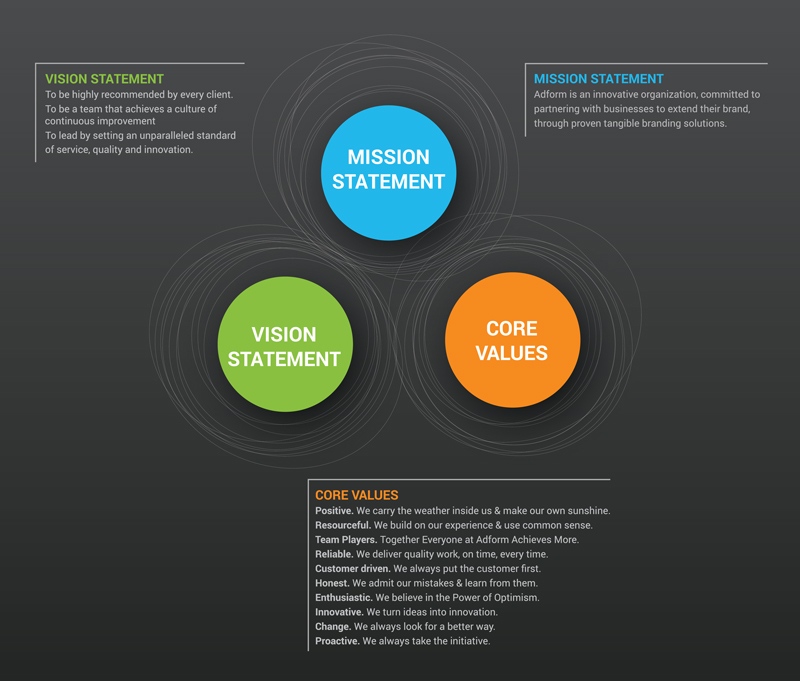 VISION STATEMENT
To be highly recommended by every client.
To be a team that achieves a culture of
continuous improvement
To lead by setting an unparalleled standard
of service, quality and innovation.
MISSION STATEMENT
Adform is an innovative organization, committed to
partnering with businesses to extend their brand,
through proven tangible branding solutions.
MISSION
STATEMENT
VISION
STATEMENT
CORE
VALUES
CORE VALUES
Positive. We carry the weather inside us & make our own sunshine.
Resourceful. We build on our experience & use common sense.
Team Players. Together Everyone at Adform Achieves More.
Reliable. We deliver quality work, on time, every time.
Customer driven. We always put the customer first.
Honest. We admit our mistakes & learn from them.
Enthusiastic. We believe in the Power of Optimism.
Innovative. We turn ideas into innovation.
Change. We always look for a better way.
Proactive. We always take the initiative.